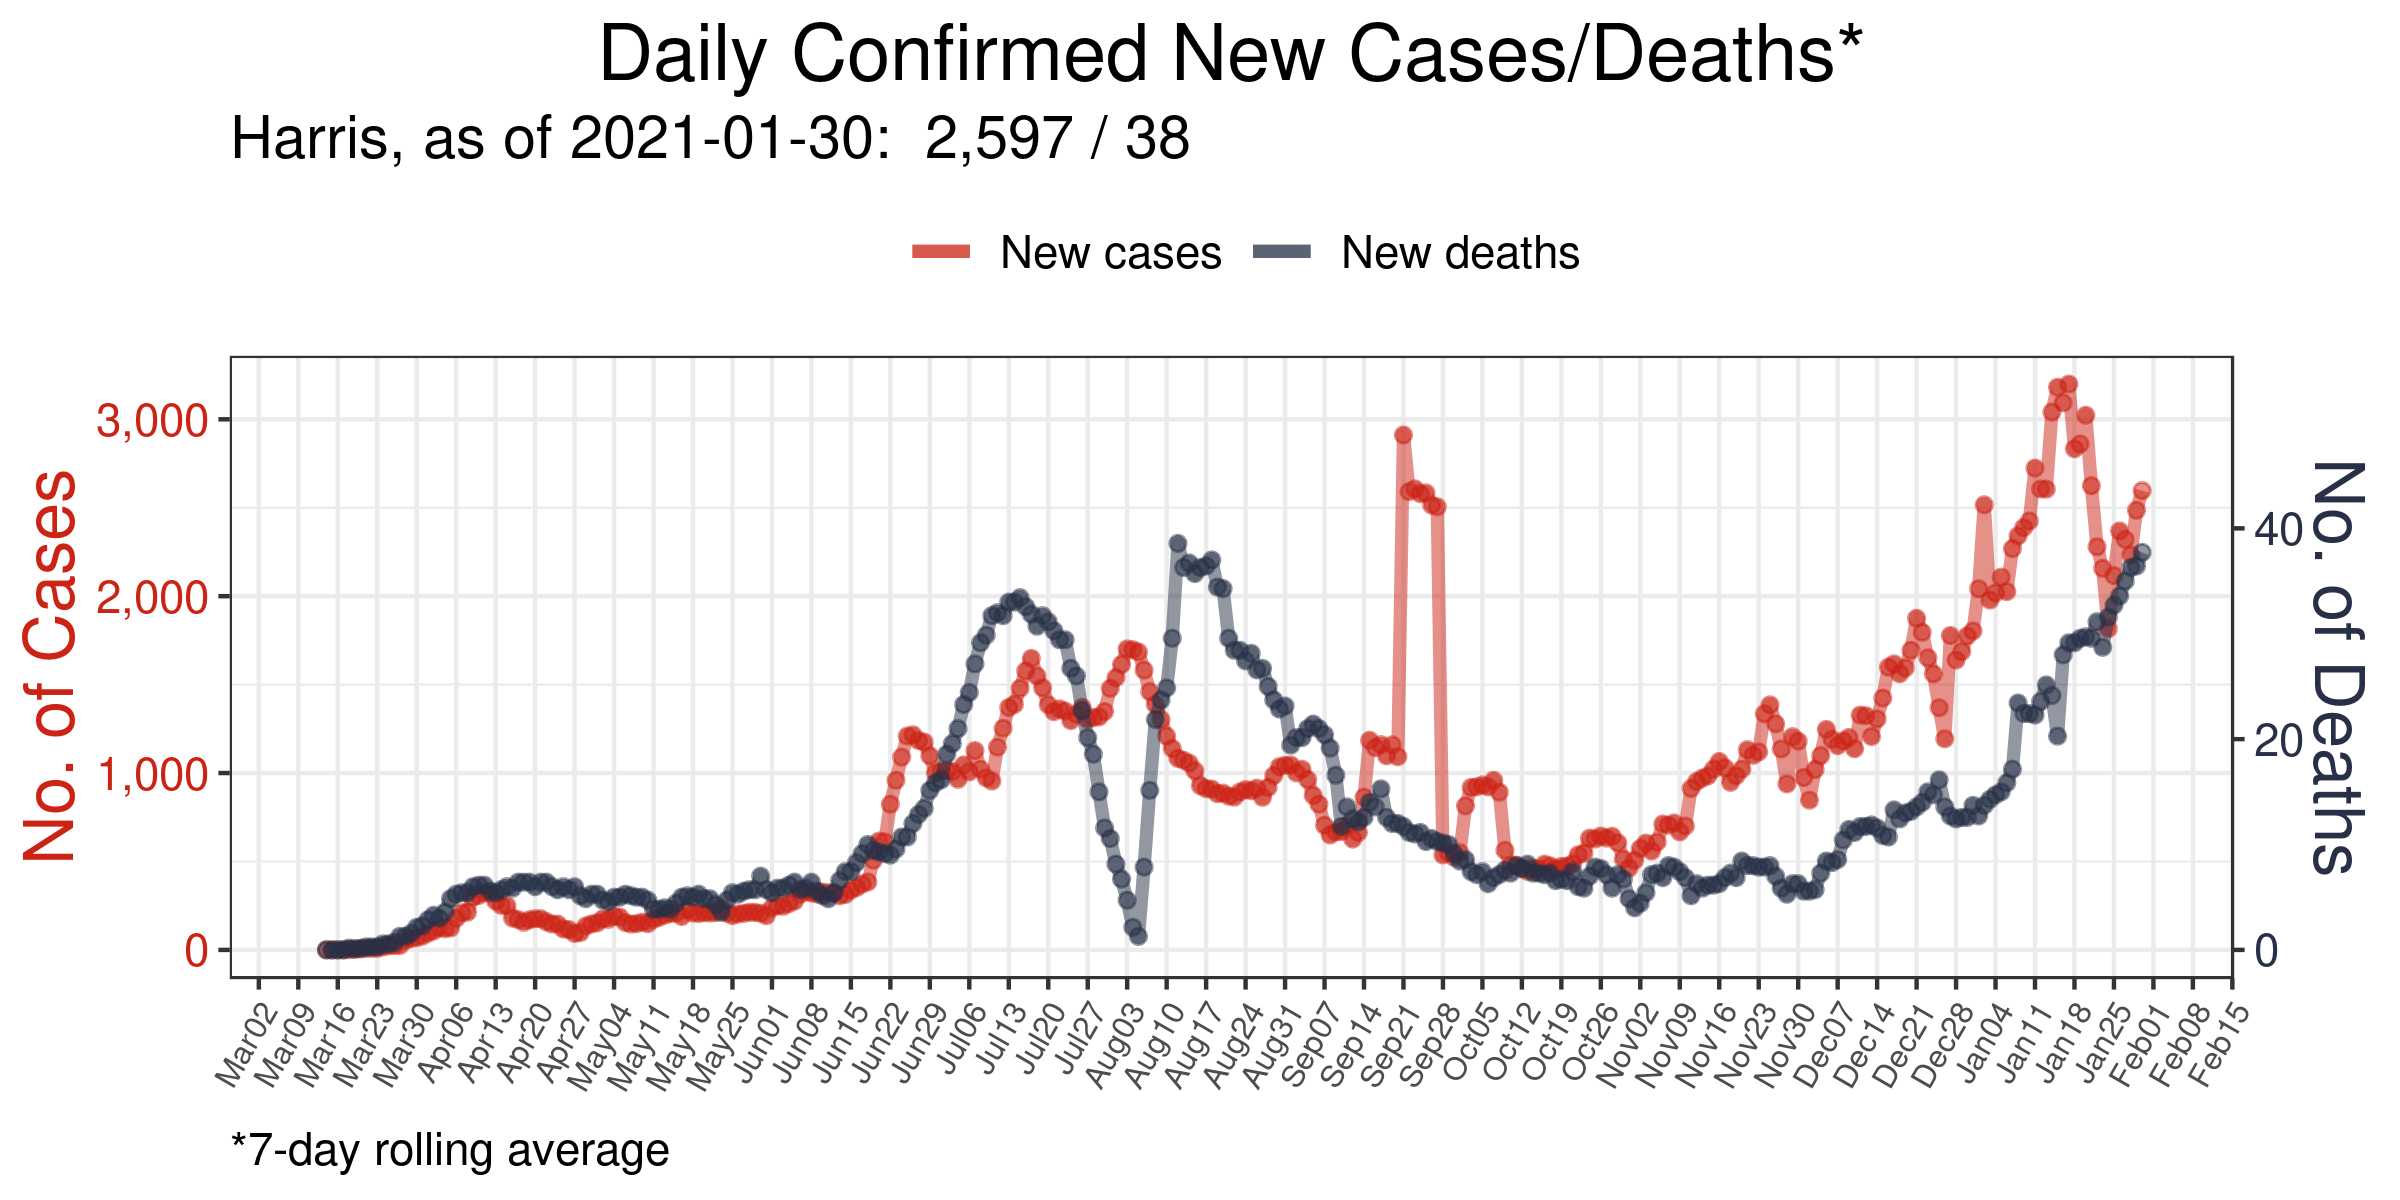 Daily Confirmed New Cases/Deaths*
Harris, as of 2021-01-30:  2,597 / 38
New cases
New deaths
No. of Cases
3,000
2,000
1,000
0
No. of Deaths
40
20
0
Mar02
Mar09
Mar16
Mar23
Mar30
Apr06
Apr13
Apr20
Apr27
May04
May11
May18
May25
Jun01
Jun08
Jun15
Jun22
Jun29
Jul06
Jul13
Jul20
Jul27
Aug03
Aug10
Aug17
Aug24
Aug31
Sep07
Sep14
Sep21
Sep28
Oct05
Oct12
Oct19
Oct26
Nov02
Nov09
Nov16
Nov23
Nov30
Dec07
Dec14
Dec21
Dec28
Jan04
Jan11
Jan18
Jan25
Feb01
Feb08
Feb15
*7-day rolling average